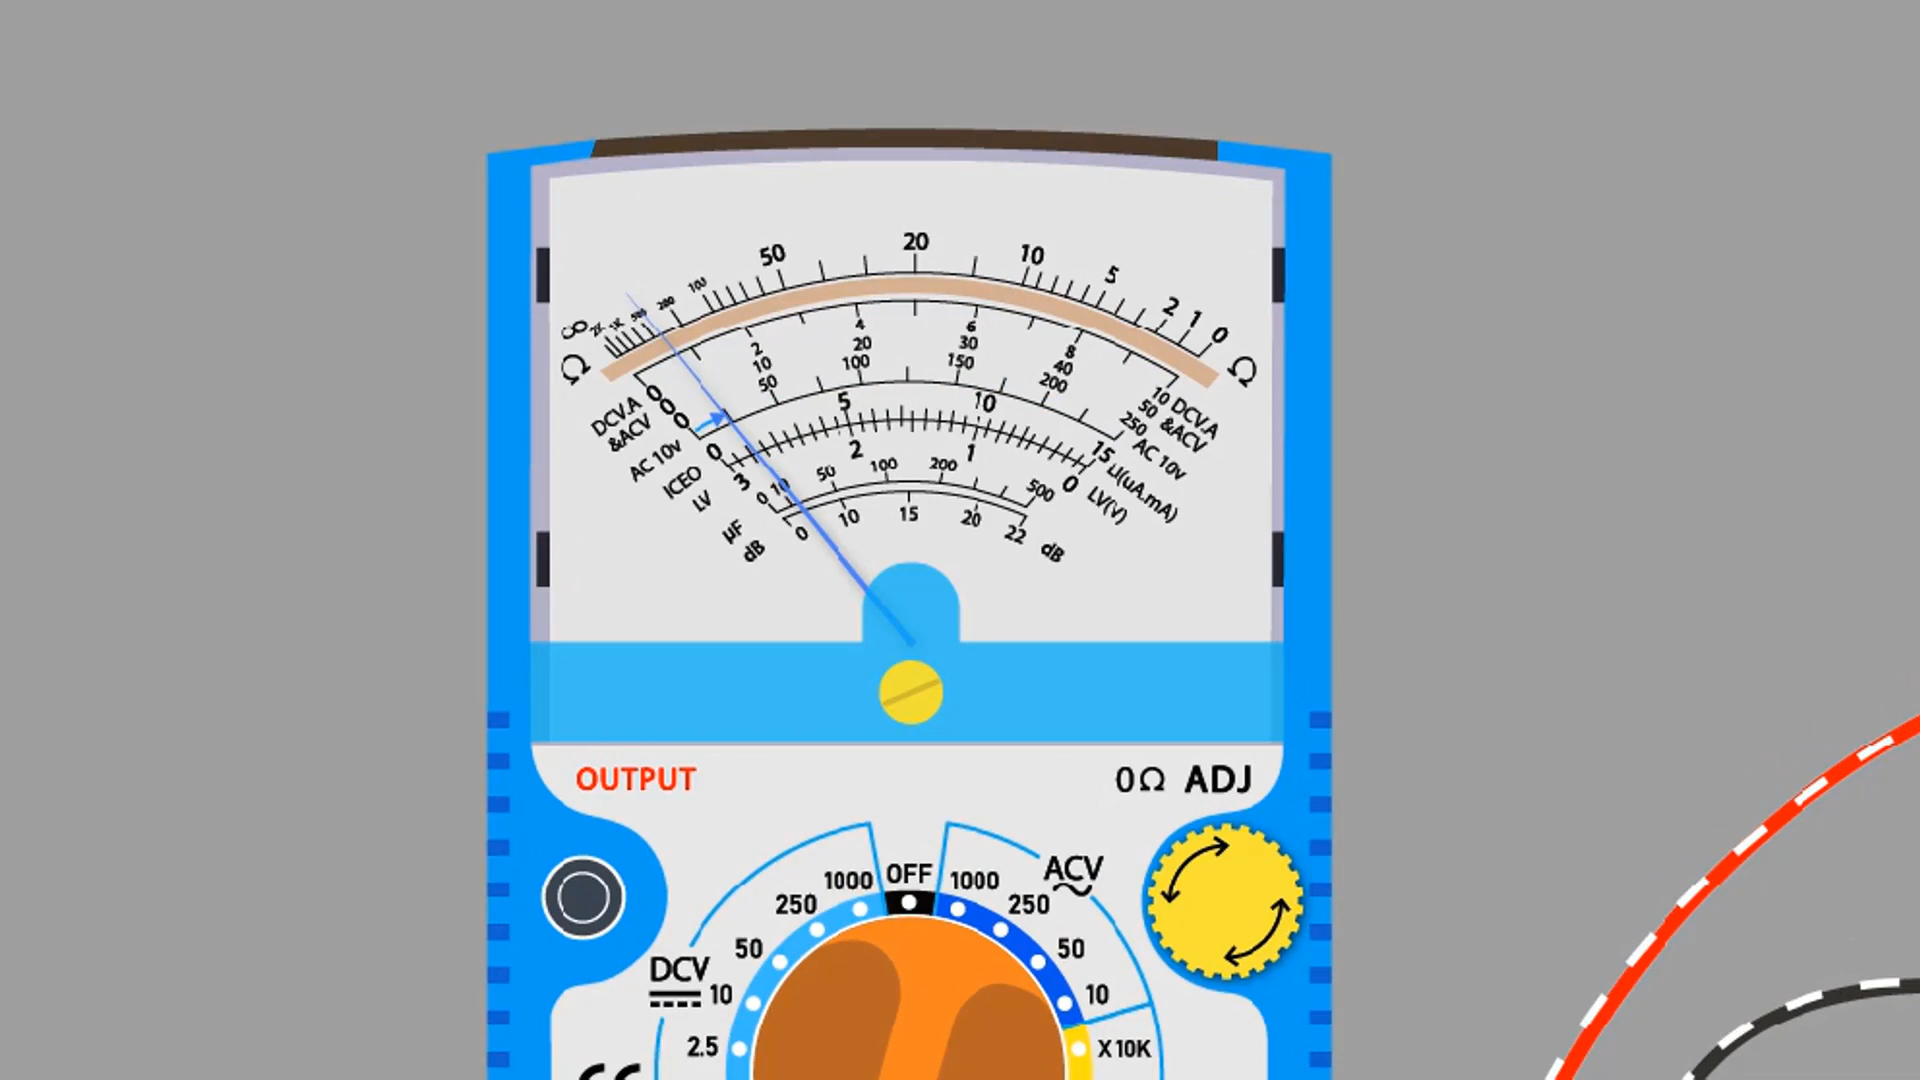 50 20 10 5 2 1 0
∞ 2K 1K 500 200 100
Ω Ω
0 2 4 6 8 10 DCV.A
0 10 20 30 40 50 &ACV
0 50 100 150 200 250
DCV.A
&ACV
AC 10v AC 10v
0 5 10 15
ICEO LI(uA.mA)
LV 3 2 1 0 LV(V)
µF 0 10 50 100 200 500
dB 0 10 15 20 22 dB
OUTPUT 0Ω ADJ
OFF
DCV 1000 250 50 10 2.5
ACV 1000 250 50 10
X10K